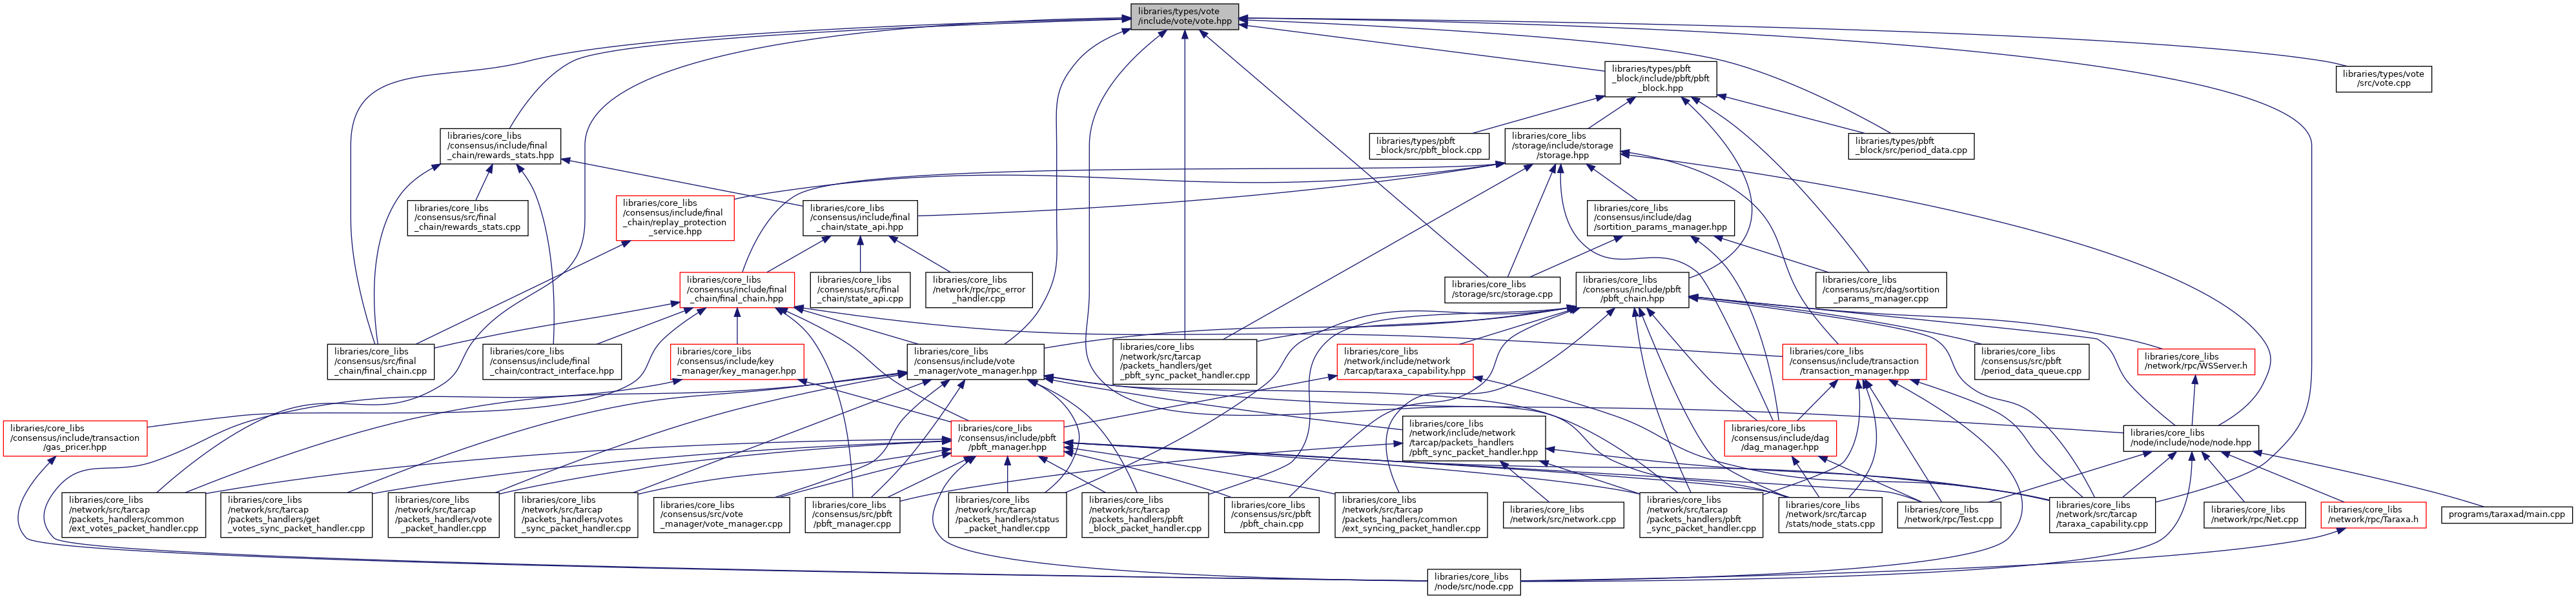 libraries/types/vote
/include/vote/vote.hpp
libraries/types/pbft
_block/include/pbft/pbft
_block.hpp
libraries/types/vote
/src/vote.cpp
libraries/core_libs
/consensus/include/final
_chain/rewards_stats.hpp
libraries/types/pbft
_block/src/pbft_block.cpp
libraries/core_libs
/storage/include/storage
/storage.hpp
libraries/types/pbft
_block/src/period_data.cpp
libraries/core_libs
/consensus/src/final
_chain/rewards_stats.cpp
libraries/core_libs
/consensus/include/final
_chain/replay_protection
_service.hpp
libraries/core_libs
/consensus/include/final
_chain/state_api.hpp
libraries/core_libs
/consensus/include/dag
/sortition_params_manager.hpp
libraries/core_libs
/consensus/include/final
_chain/final_chain.hpp
libraries/core_libs
/consensus/src/final
_chain/state_api.cpp
libraries/core_libs
/network/rpc/rpc_error
_handler.cpp
libraries/core_libs
/storage/src/storage.cpp
libraries/core_libs
/consensus/include/pbft
/pbft_chain.hpp
libraries/core_libs
/consensus/src/dag/sortition
_params_manager.cpp
libraries/core_libs
/consensus/src/final
_chain/final_chain.cpp
libraries/core_libs
/consensus/include/final
_chain/contract_interface.hpp
libraries/core_libs
/consensus/include/key
_manager/key_manager.hpp
libraries/core_libs
/consensus/include/vote
_manager/vote_manager.hpp
libraries/core_libs
/network/src/tarcap
/packets_handlers/get
_pbft_sync_packet_handler.cpp
libraries/core_libs
/network/include/network
/tarcap/taraxa_capability.hpp
libraries/core_libs
/consensus/include/transaction
/transaction_manager.hpp
libraries/core_libs
/consensus/src/pbft
/period_data_queue.cpp
libraries/core_libs
/network/rpc/WSServer.h
libraries/core_libs
/consensus/include/transaction
/gas_pricer.hpp
libraries/core_libs
/consensus/include/pbft
/pbft_manager.hpp
libraries/core_libs
/network/include/network
/tarcap/packets_handlers
/pbft_sync_packet_handler.hpp
libraries/core_libs
/consensus/include/dag
/dag_manager.hpp
libraries/core_libs
/node/include/node/node.hpp
libraries/core_libs
/network/src/tarcap
/packets_handlers/common
/ext_votes_packet_handler.cpp
libraries/core_libs
/network/src/tarcap
/packets_handlers/get
_votes_sync_packet_handler.cpp
libraries/core_libs
/network/src/tarcap
/packets_handlers/vote
_packet_handler.cpp
libraries/core_libs
/network/src/tarcap
/packets_handlers/votes
_sync_packet_handler.cpp
libraries/core_libs
/consensus/src/vote
_manager/vote_manager.cpp
libraries/core_libs
/consensus/src/pbft
/pbft_manager.cpp
libraries/core_libs
/network/src/tarcap
/packets_handlers/status
_packet_handler.cpp
libraries/core_libs
/network/src/tarcap
/packets_handlers/pbft
_block_packet_handler.cpp
libraries/core_libs
/consensus/src/pbft
/pbft_chain.cpp
libraries/core_libs
/network/src/tarcap
/packets_handlers/common
/ext_syncing_packet_handler.cpp
libraries/core_libs
/network/src/network.cpp
libraries/core_libs
/network/src/tarcap
/packets_handlers/pbft
_sync_packet_handler.cpp
libraries/core_libs
/network/src/tarcap
/stats/node_stats.cpp
libraries/core_libs
/network/rpc/Test.cpp
libraries/core_libs
/network/src/tarcap
/taraxa_capability.cpp
libraries/core_libs
/network/rpc/Net.cpp
libraries/core_libs
/network/rpc/Taraxa.h
programs/taraxad/main.cpp
libraries/core_libs
/node/src/node.cpp